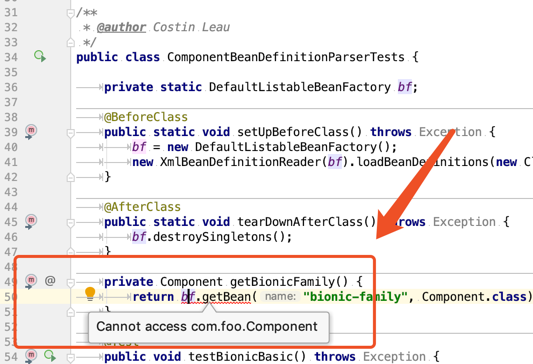 31 /**
32 * @author Costin Leau
33 */
34 public class ComponentBeanDefinitionParserTests {
35
36 private static DefaultListableBeanFactory bf;
37
38 @BeforeClass
39 public static void setUpBeforeClass() throws Exception {
40 bf = new DefaultListableBeanFactory();
41 new XmlBeanDefinitionReader(bf).loadBeanDefinitions(new Cl
42 }
43
44 @AfterClass
45 public static void tearDownAfterClass() throws Exception {
46 bf.destroySingletons();
47 }
48
49 @ private Component getBionicFamily() {
50 return bf.getBean( name: "bionic-family", Component.class)
51 }
Cannot access com.foo.Component
52
53 @Test
54 public void testBionicBasic() throws Exception {